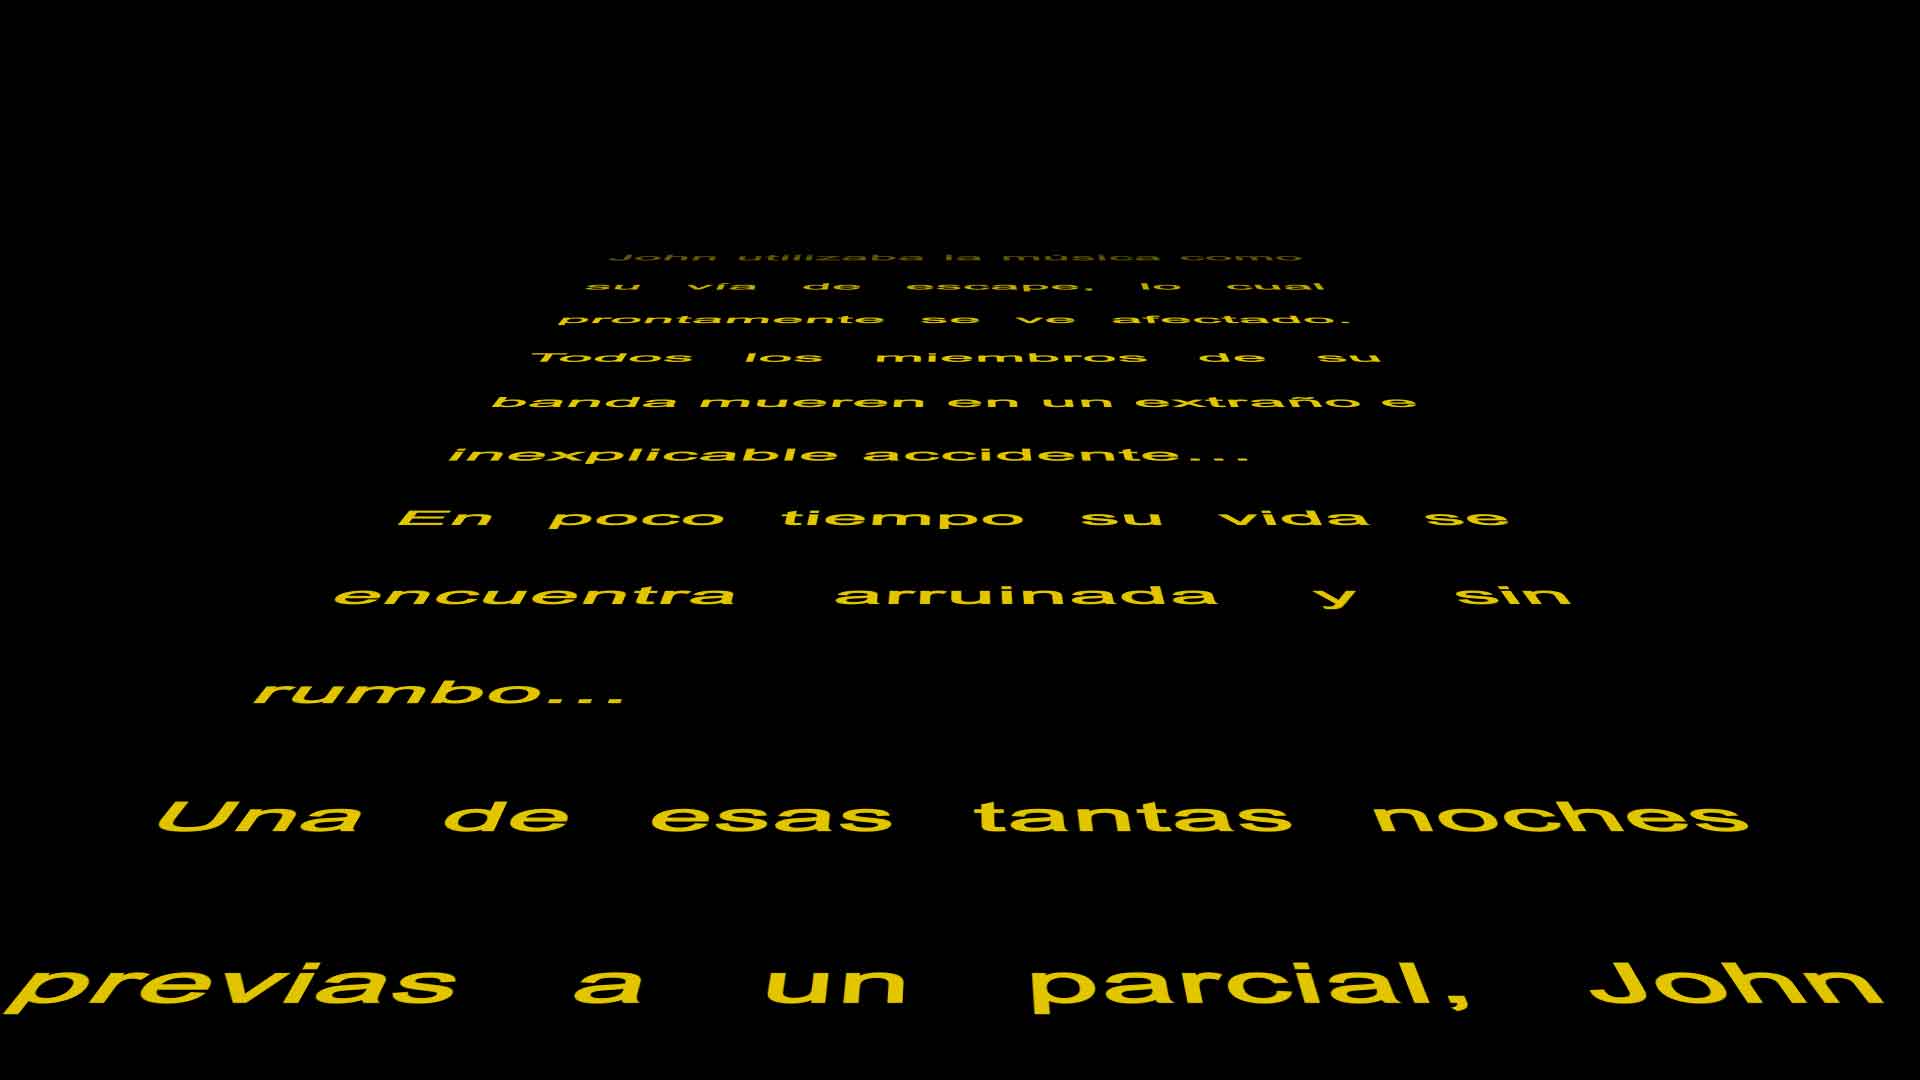 John utilizaba la música como
su vía de escape, lo cual
prontamente se ve afectado.
Todos los miembros de su
banda mueren en un extraño e
inexplicable accidente...
En poco tiempo su vida se
encuentra arruinada y sin
rumbo...
Una de esas tantas noches
previas a un parcial, John